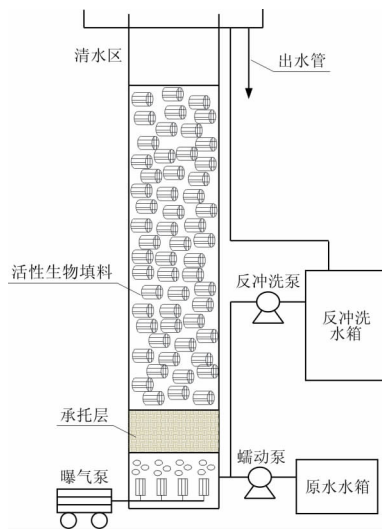 清水区
出水管
活性生物填料
反冲洗泵
反冲洗
水箱
承托层
曝气泵
蠕动泵
原水水箱